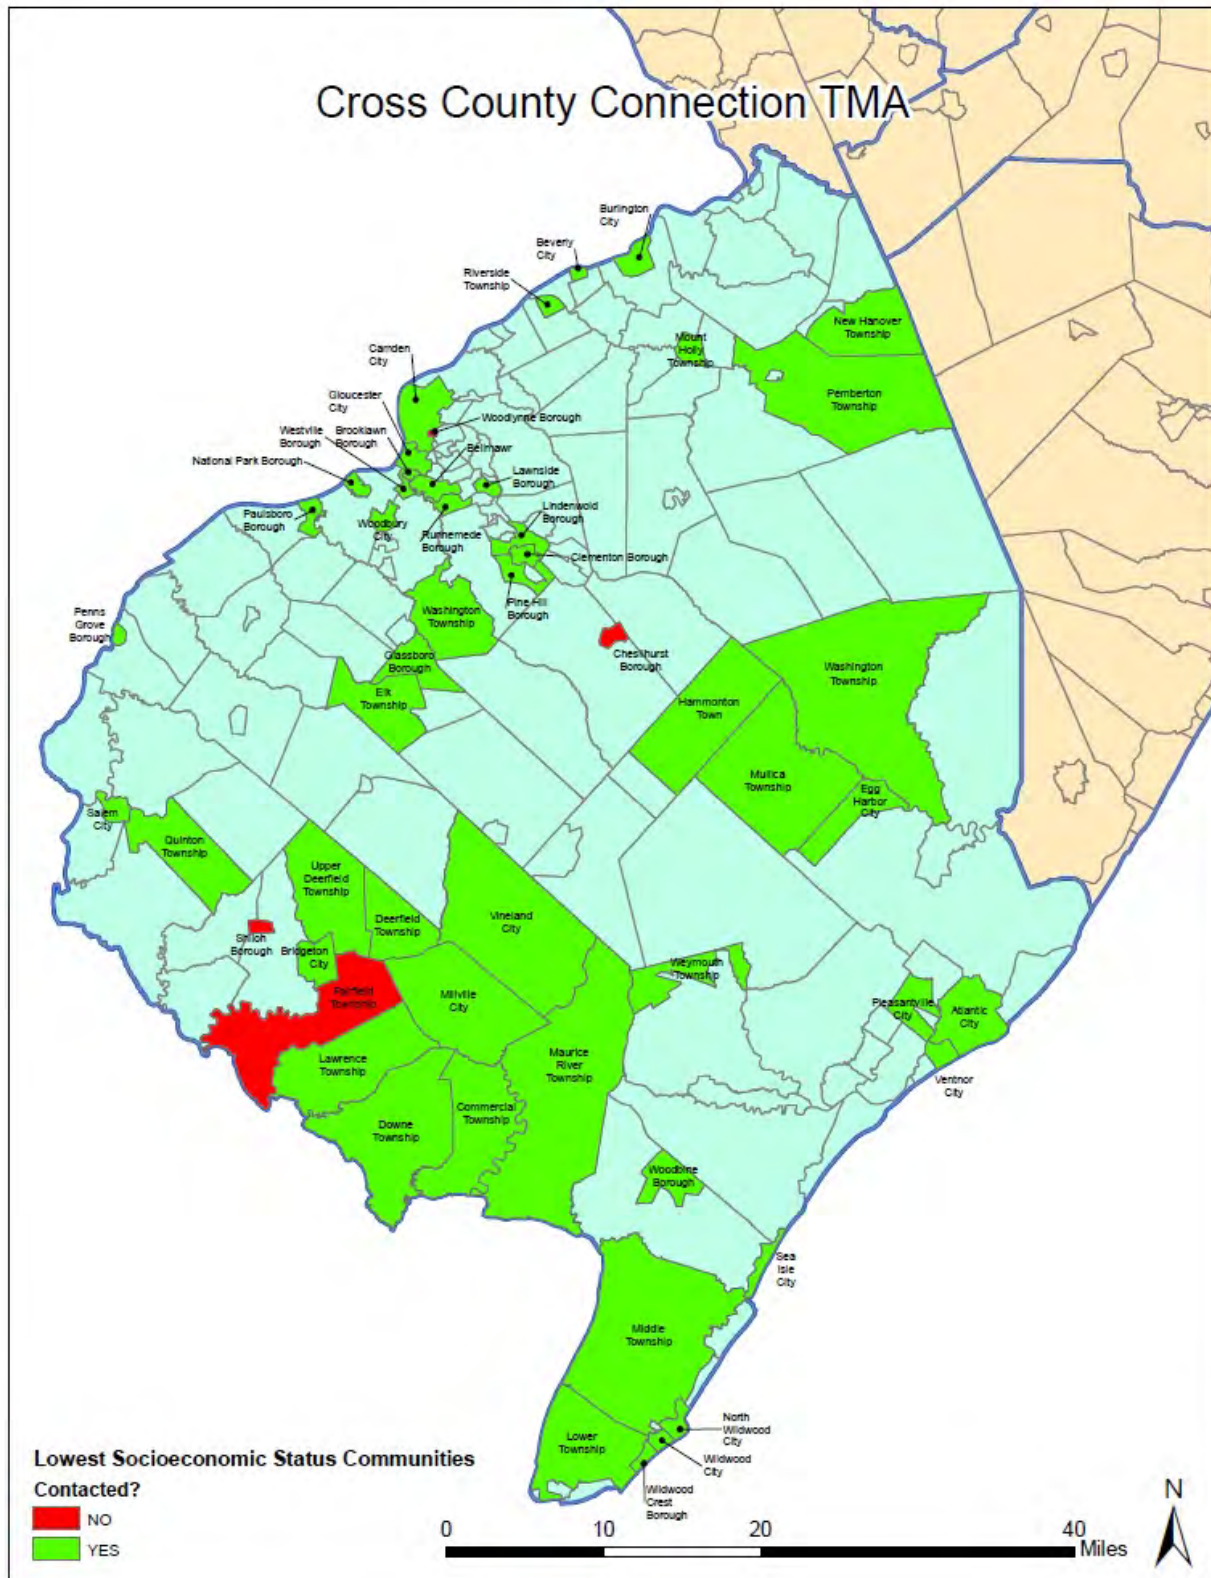 Cross County Connection TMA
Burlington
City
Beverly
City
Riverside
Township
New Hanover
Township
Mount
Holly
Township
Camden
City
Pemberton
Township
Gloucester
City
Woodlynne Borough
Westville
Borough
Brooklawn
Borough
Bellmawr
National Park Borough
Lawnside
Borough
Paulsboro
Borough
Woodbury
City
Runnemede
Borough
Lindenwold
Borough
Clementon Borough
Pine Hill
Borough
Penns
Grove
Borough
Washington
Township
Chesilhurst
Borough
Glassboro
Borough
Elk
Township
Washington
Township
Hammonton
Town
Mullica
Township
Egg
Harbor
City
Salem
City
Quinton
Township
Upper
Deerfield
Township
Deerfield
Township
Vineland
City
Shiloh
Borough
Bridgeton
City
Fairfield
Township
Millville
City
Weymouth
Township
Pleasantville
City
Atlantic
City
Lawrence
Township
Maurice
River
Township
Ventnor
City
Downe
Township
Commercial
Township
Woodbine
Borough
Sea
Isle
City
Middle
Township
North
Wildwood
City
Lower
Township
Wildwood
City
Wildwood
Crest
Borough
Lowest Socioeconomic Status Communities
Contacted?
NO
YES
0 10 20 40
Miles
N